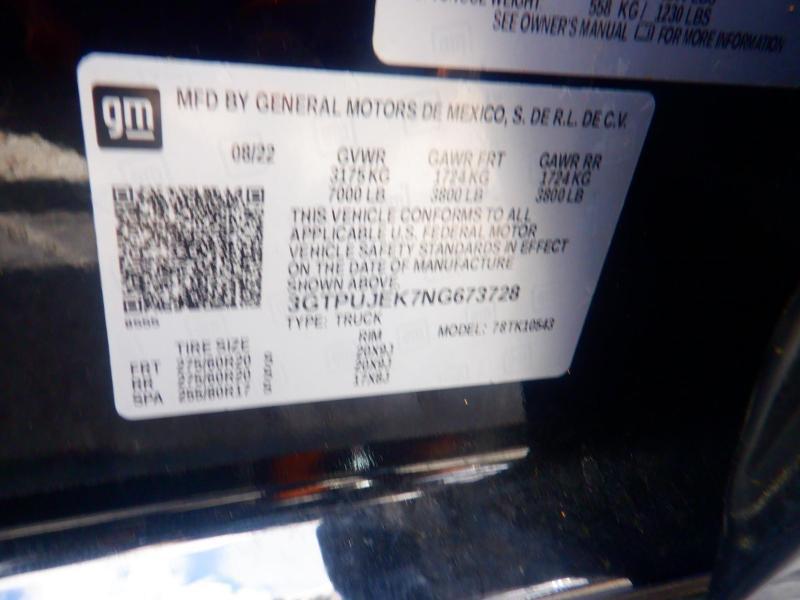 558 KG / 1230 LBS
SEE OWNER'S MANUAL FOR MORE INFORMATION
gm
MFD BY GENERAL MOTORS DE MEXICO, S. DE R.L. DE C.V.
08/22 GVWR GAWR FRT GAWR RR
3175 KG 1724 KG 1724 KG
7000 LB 3800 LB 3800 LB
THIS VEHICLE CONFORMS TO ALL
APPLICABLE U.S. FEDERAL MOTOR
VEHICLE SAFETY STANDARDS IN EFFECT
ON THE DATE OF MANUFACTURE
SHOWN ABOVE.
3GTPUJEK7NG673728
TYPE: TRUCK MODEL: 78TK10543
TIRE SIZE RIM
FRT 275/60R20 S 20X9J
RR 275/60R20 S 20X9J
SPA 255/80R17 S 17X8J